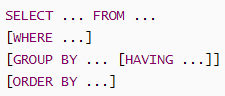 SELECT ... FROM ...
[WHERE ...]
[GROUP BY ... [HAVING ...]]
[ORDER BY ...]